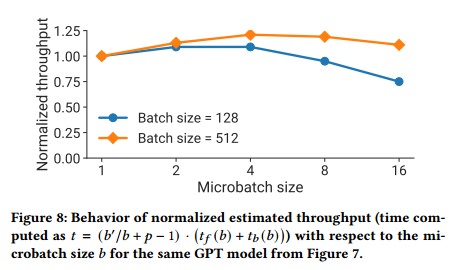 Normalized throughput
1.25
1.00
0.75
0.50
0.25
0.00
Batch size = 128
Batch size = 512
1 2 4 8 16
Microbatch size
Figure 8: Behavior of normalized estimated throughput (time com-
puted as t = (b′/b + p − 1) · (tf(b) + tb(b))) with respect to the mi-
crobatch size b for the same GPT model from Figure 7.